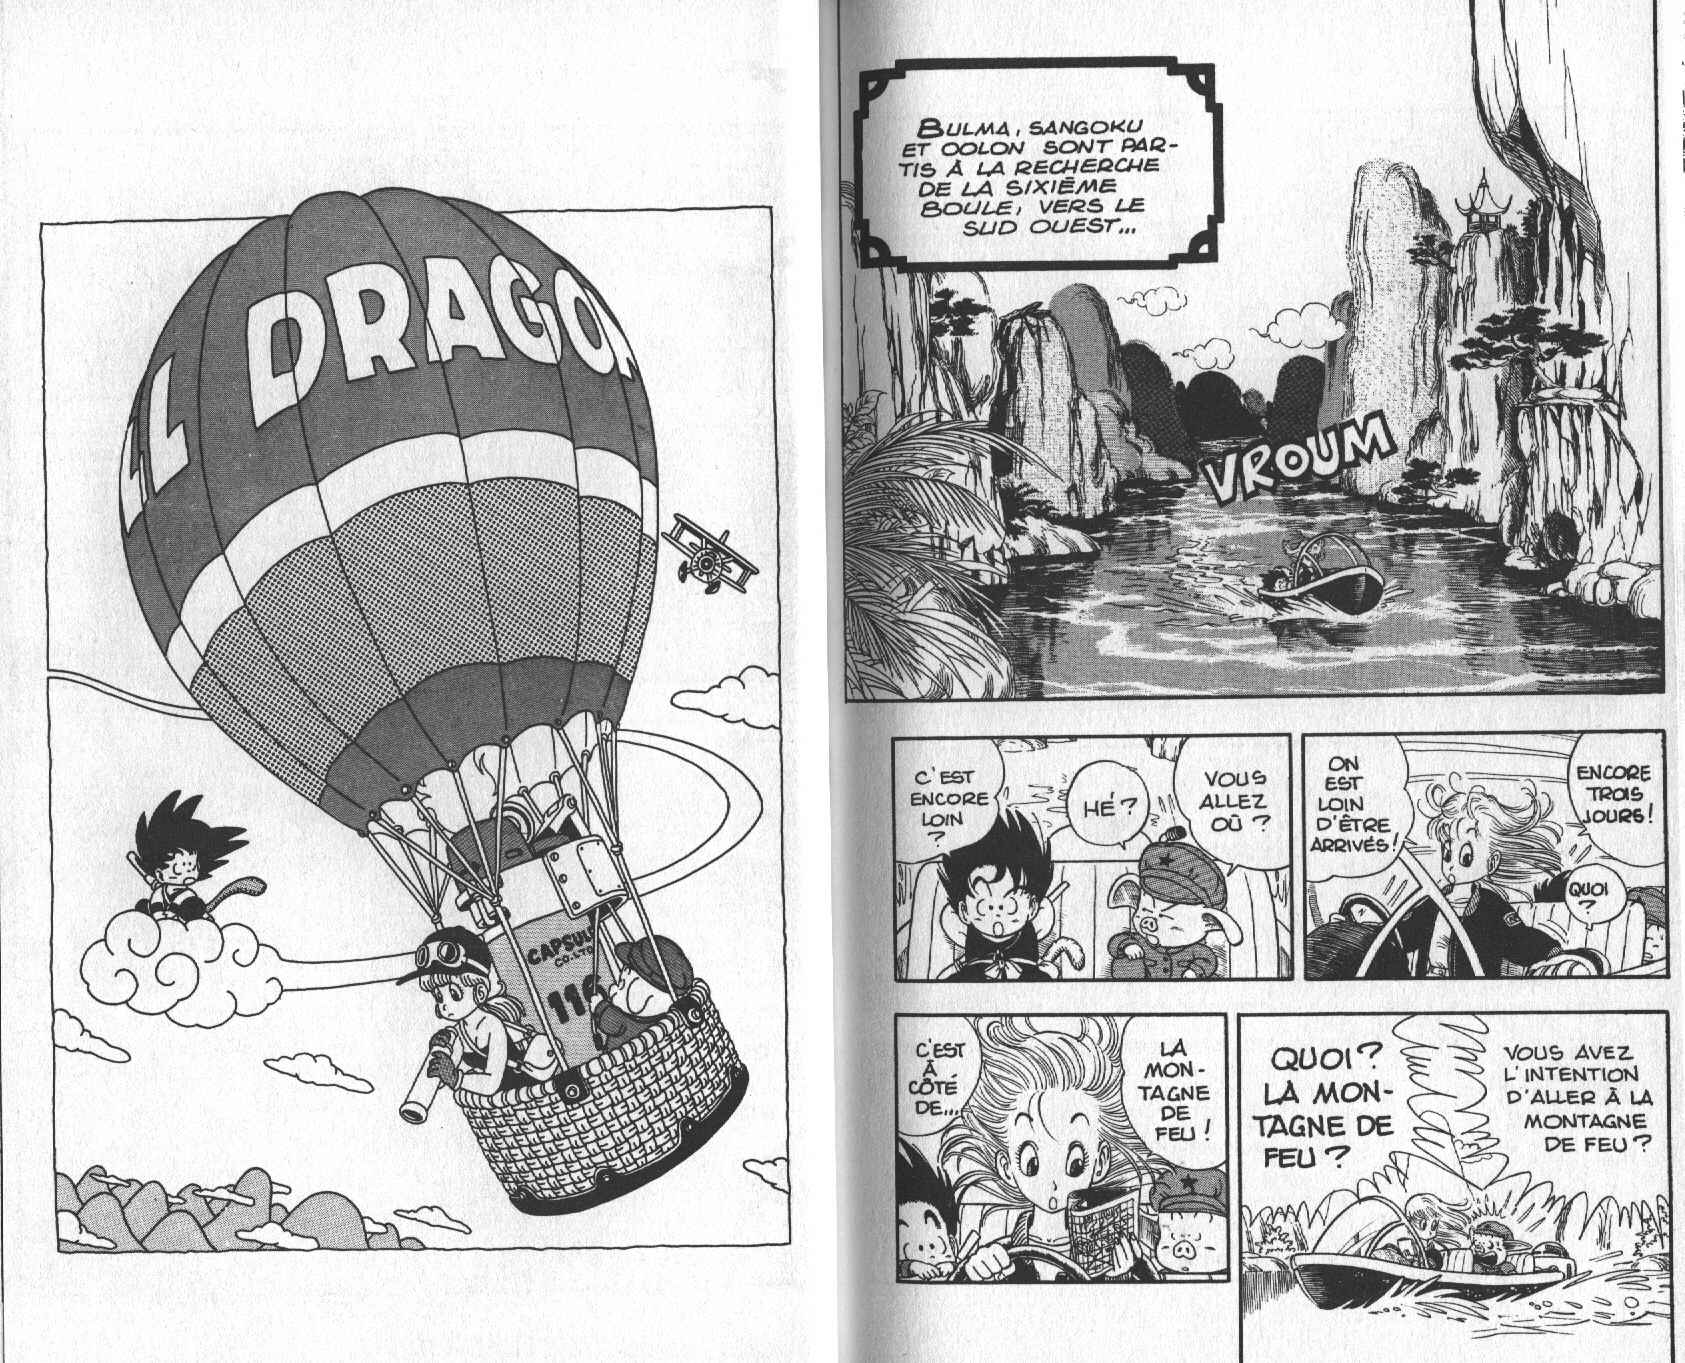 IL DRAGON
CAPSULE
CO.LTD
116
BULMA, SANGOKU
ET OOLON SONT PAR-
TIS À LA RECHERCHE
DE LA SIXIÈME
BOULE, VERS LE
SUD OUEST...
VROUM
C'EST
ENCORE
LOIN
?
HÉ?
VOUS
ALLEZ
OÙ ?
ON
EST
LOIN
D'ÊTRE
ARRIVÉS!
ENCORE
TROIS
JOURS!
QUOI
?
C'EST
À
CÔTÉ
DE...
LA
MON-
TAGNE
DE
FEU!
QUOI?
LA MON-
TAGNE DE
FEU ?
VOUS AVEZ
L'INTENTION
D'ALLER À LA
MONTAGNE
DE FEU ?